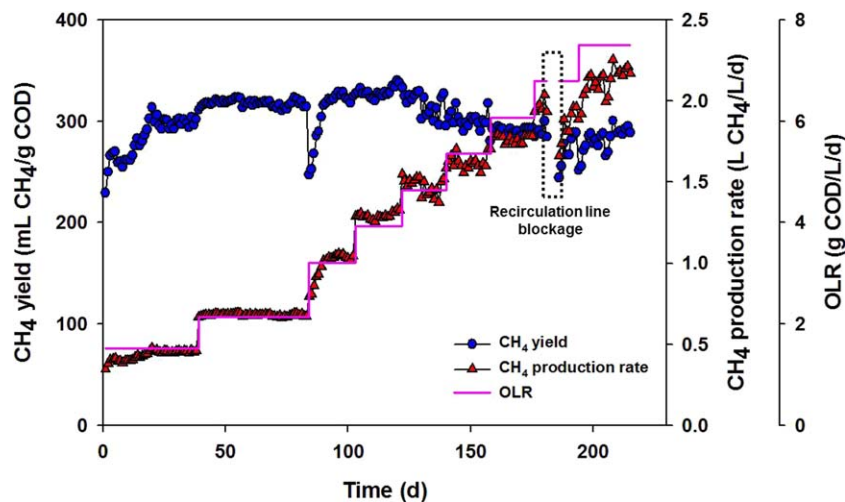 400
300
200
100
0
CH₄ yield (mL CH₄/g COD)
0
50
100
150
200
Time (d)
2.5
2.0
1.5
1.0
0.5
0.0
CH₄ production rate (L CH₄/L/d)
8
6
4
2
0
OLR (g COD/L/d)
Recirculation line
blockage
CH₄ yield
CH₄ production rate
OLR